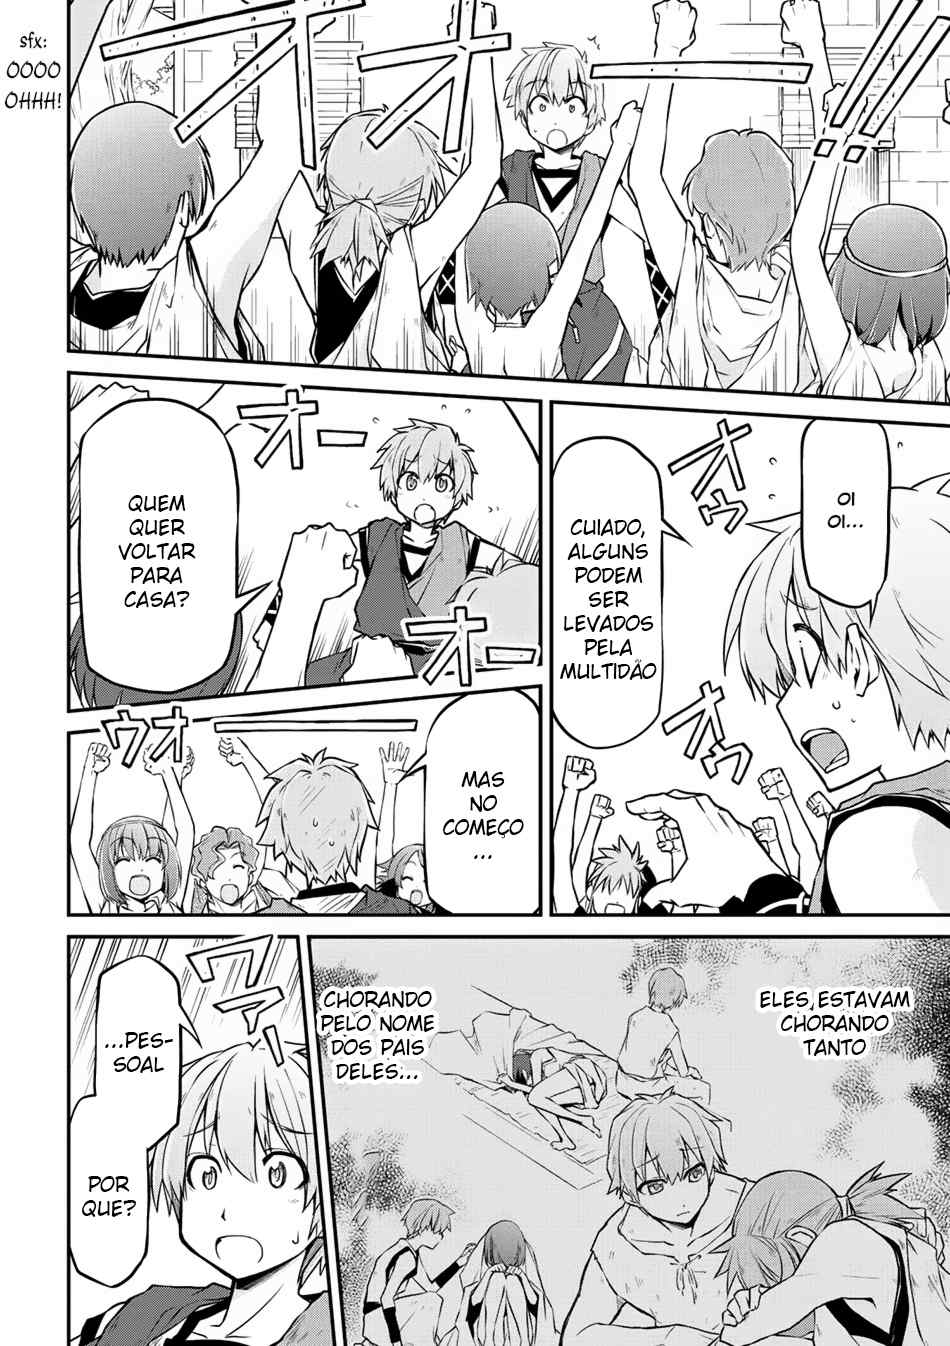 sfx:
OOOO
OHHH!
オオー!!
OI
OI...
CUIADO,
ALGUNS
PODEM
SER
LEVADOS
PELA
MULTIDÃO
オゥ
オゥ
QUEM
QUER
VOLTAR
PARA
CASA?
オー
オー
MAS
NO
COMEÇO
...
ウオー
ELES ESTAVAM
CHORANDO
TANTO
CHORANDO
PELO NOME
DOS PAIS
DELES...
...PES-
SOAL
POR
QUE?
ワアァ